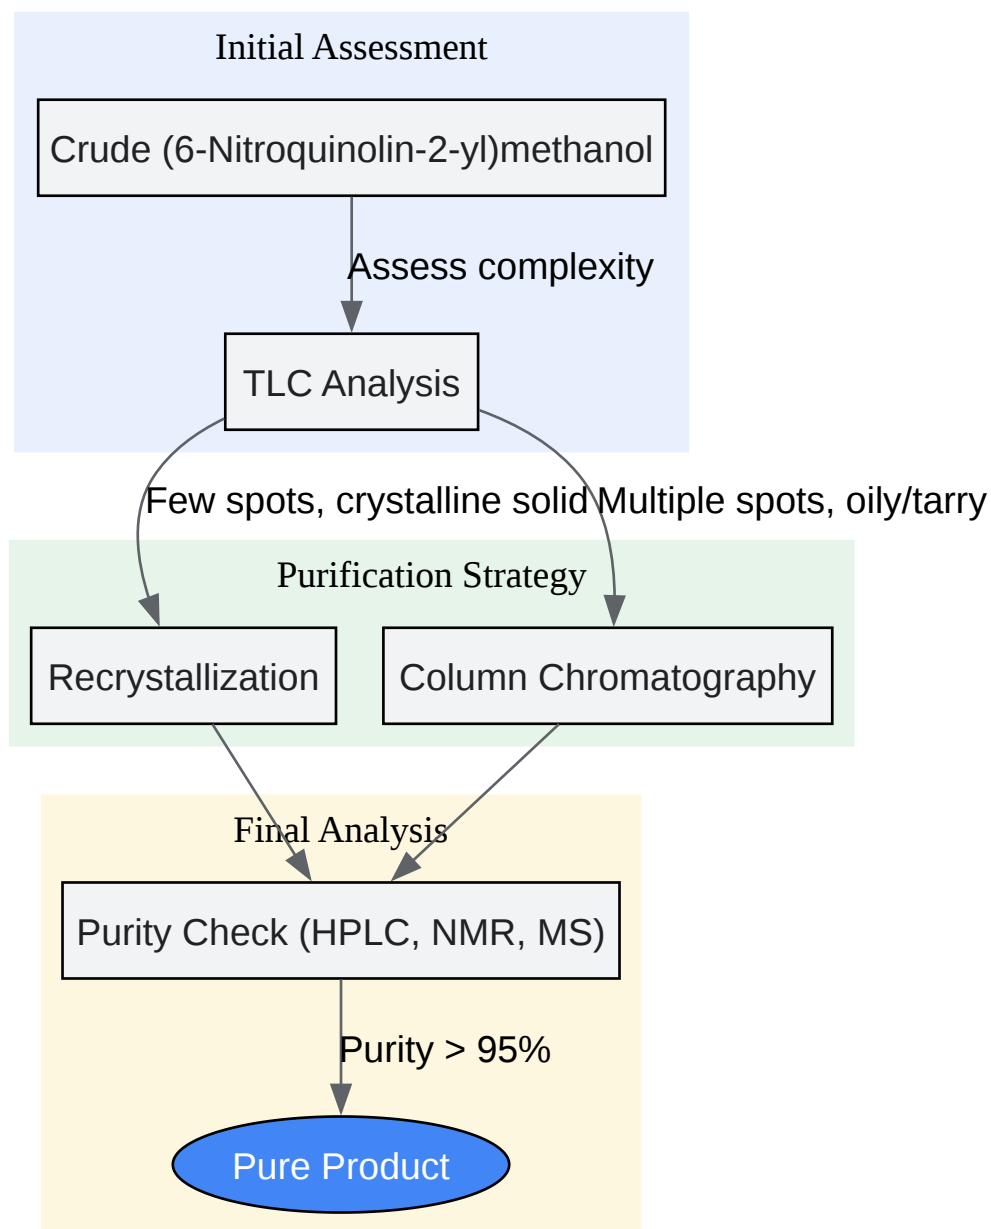 Initial Assessment
Crude (6-Nitroquinolin-2-yl)methanol
Assess complexity
TLC Analysis
Few spots, crystalline solid
Multiple spots, oily/tarry
Purification Strategy
Recrystallization
Column Chromatography
Final Analysis
Purity Check (HPLC, NMR, MS)
Purity > 95%
Pure Product